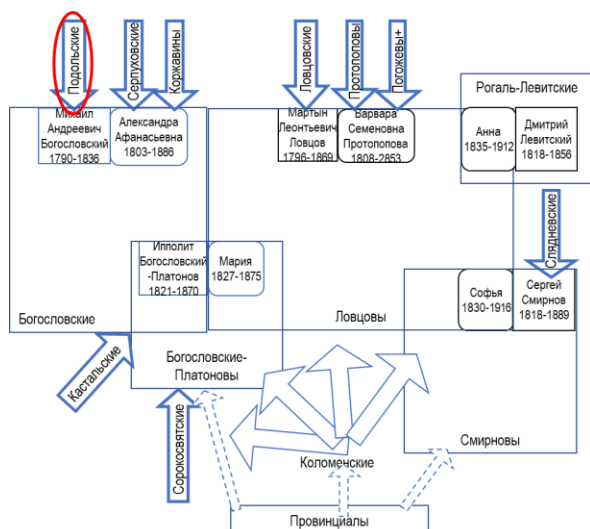 Подольские
Серпуховские
Коржавины
Ловцовские
Протопоповы
Погожевы+
Рогаль-Левитские
Михаил
Андреевич
Богословский
1790-1836
Александра
Афанасьевна
1803-1886
Мартын
Леонтьевич
Ловцов
1796-1869
Варвара
Семеновна
Протопопова
1808-2853
Анна
1835-1912
Дмитрий
Левитский
1818-1856
Слядневские
Ипполит
Богословский
-Платонов
1821-1870
Мария
1827-1875
Софья
1830-1916
Сергей
Смирнов
1818-1889
Богословские
Ловцовы
Кастальские
Богословские-
Платоновы
Сорокосвятские
Смирновы
Коломенские
Провинциалы